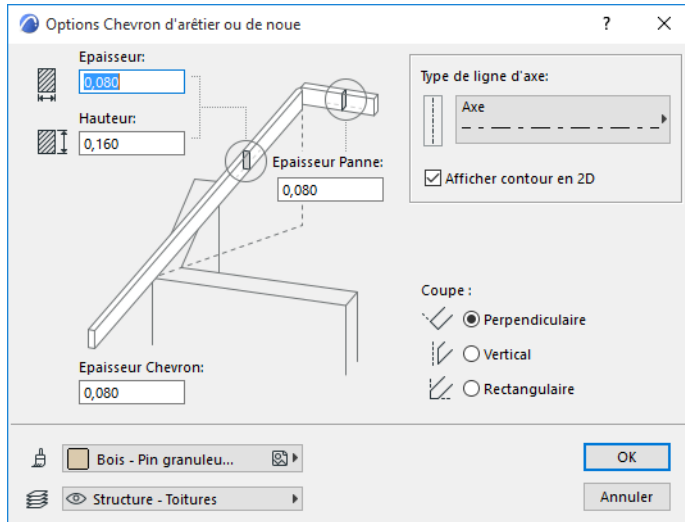 Options Chevron d'arêtier ou de noue
Epaisseur:
0,080
Hauteur:
0,160
Epaisseur Panne:
0,080
Epaisseur Chevron:
0,080
Type de ligne d'axe:
Axe
Afficher contour en 2D
Coupe :
Perpendiculaire
Vertical
Rectangulaire
Bois - Pin granuleu...
Structure - Toitures
OK
Annuler